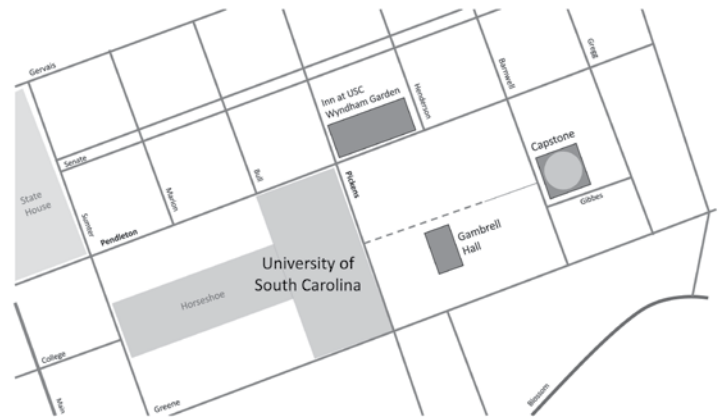 Gervais
Gregg
Barnwell
Inn at USC
Wyndham Garden
Henderson
Capstone
Senate
Marion
Bull
Pickens
Gibbes
State
House
Sumter
Pendleton
Gambrell
Hall
University of
South Carolina
Horseshoe
College
Main
Greene
Blossom